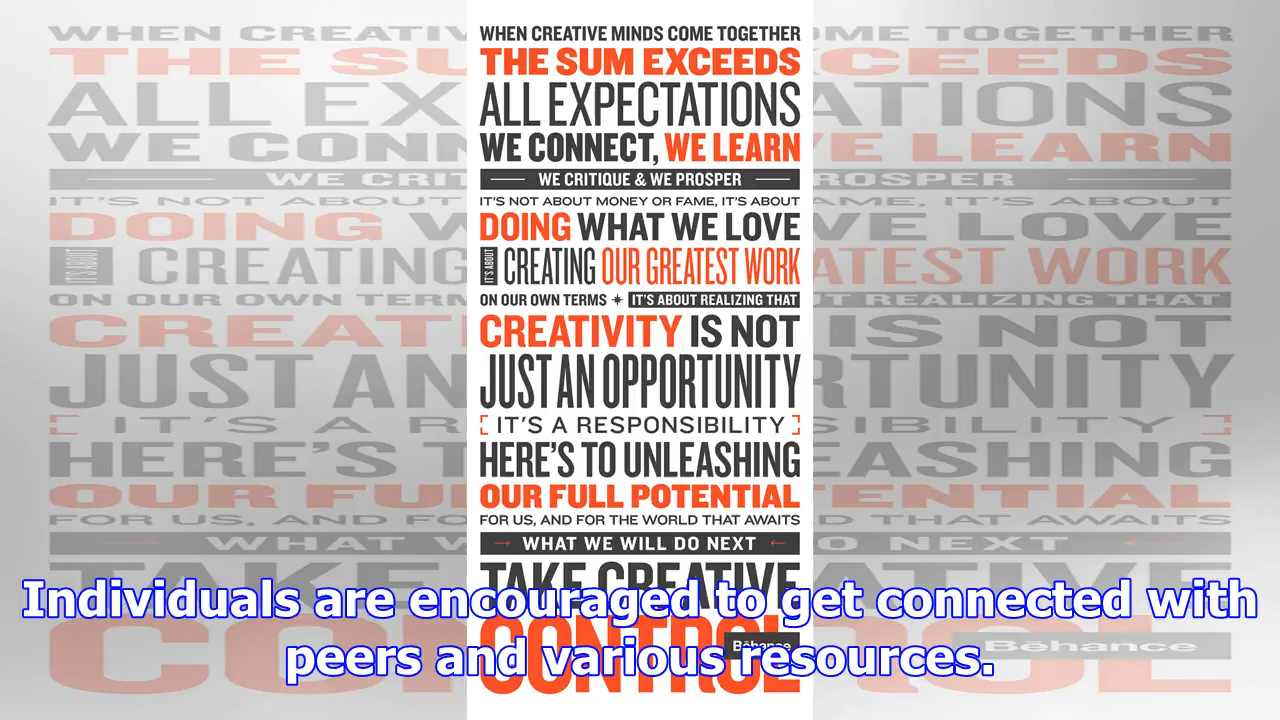 WHEN CREATIVE MINDS COME TOGETHER
THE SUM EXCEEDS
ALL EXPECTATIONS
WE CONNECT, WE LEARN
WE CRITIQUE & WE PROSPER
IT'S NOT ABOUT MONEY OR FAME, IT'S ABOUT
DOING WHAT WE LOVE
IT'S ABOUT CREATING OUR GREATEST WORK
ON OUR OWN TERMS ✷ IT'S ABOUT REALIZING THAT
CREATIVITY IS NOT
JUST AN OPPORTUNITY
[ IT'S A RESPONSIBILITY ]
HERE'S TO UNLEASHING
OUR FULL POTENTIAL
FOR US, AND FOR THE WORLD THAT AWAITS
→ WHAT WE WILL DO NEXT ←
TAKE CREATIVE
CONTROL
Bēhance
Individuals are encouraged to get connected with
peers and various resources.